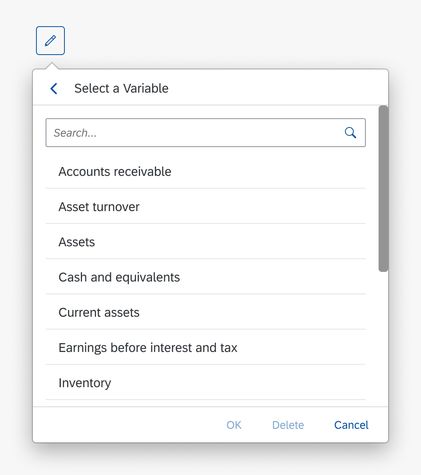 Select a Variable
Search...
Accounts receivable
Asset turnover
Assets
Cash and equivalents
Current assets
Earnings before interest and tax
Inventory
OK Delete Cancel